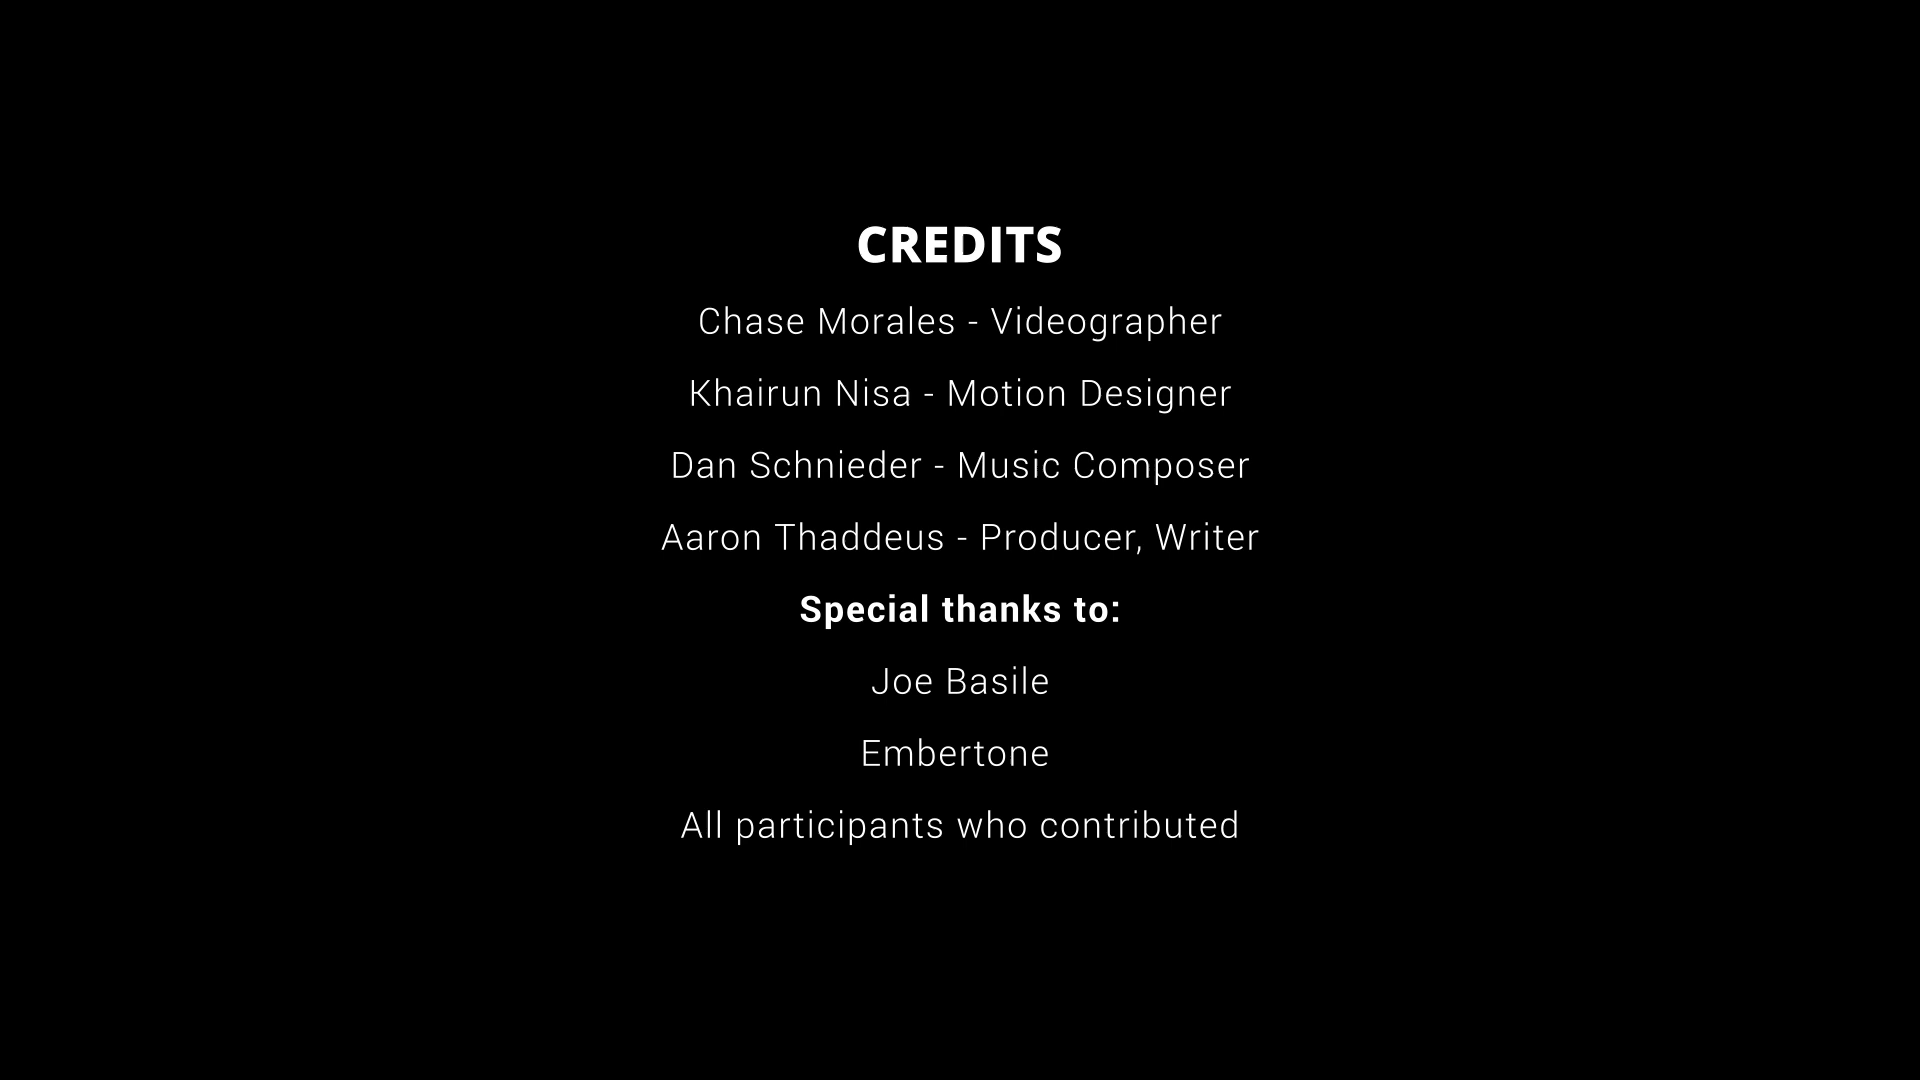 CREDITS
Chase Morales - Videographer
Khairun Nisa - Motion Designer
Dan Schnieder - Music Composer
Aaron Thaddeus - Producer, Writer
Special thanks to:
Joe Basile
Embertone
All participants who contributed